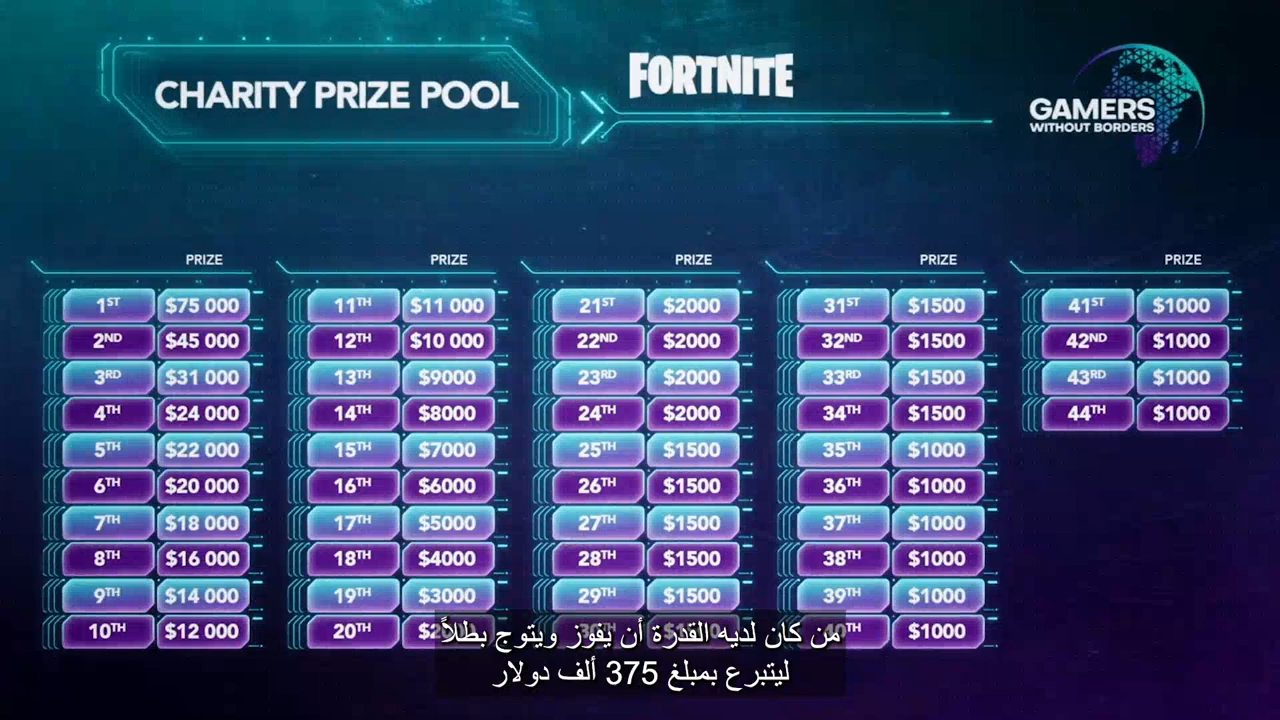 CHARITY PRIZE POOL
FORTNITE
GAMERS
WITHOUT BORDERS
PRIZE
1ST $75 000
2ND $45 000
3RD $31 000
4TH $24 000
5TH $22 000
6TH $20 000
7TH $18 000
8TH $16 000
9TH $14 000
10TH $12 000
PRIZE
11TH $11 000
12TH $10 000
13TH $9000
14TH $8000
15TH $7000
16TH $6000
17TH $5000
18TH $4000
19TH $3000
20TH
PRIZE
21ST $2000
22ND $2000
23RD $2000
24TH $2000
25TH $1500
26TH $1500
27TH $1500
28TH $1500
29TH $1500
PRIZE
31ST $1500
32ND $1500
33RD $1500
34TH $1500
35TH $1000
36TH $1000
37TH $1000
38TH $1000
39TH $1000
$1000
PRIZE
41ST $1000
42ND $1000
43RD $1000
44TH $1000
من كان لديه القدرة أن يفوز ويتوج بطلاً
ليتبرع بمبلغ 375 ألف دولار